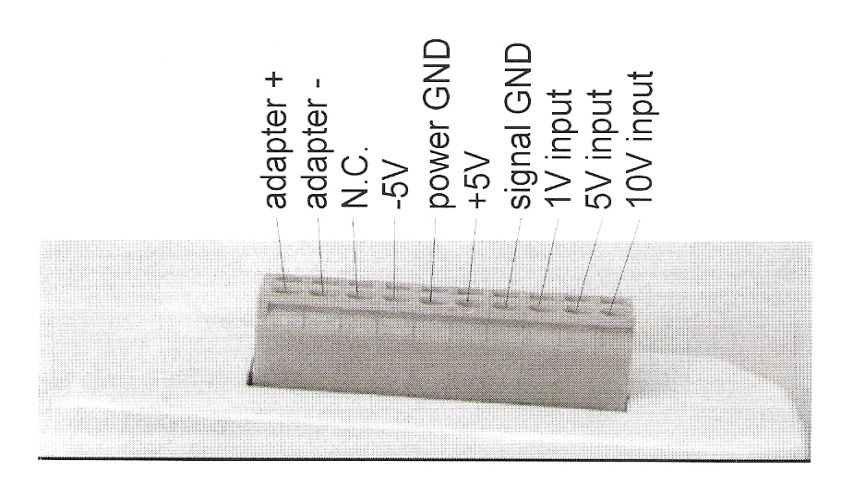 adapter +
adapter -
N.C.
-5V
power GND
+5V
signal GND
1V input
5V input
10V input